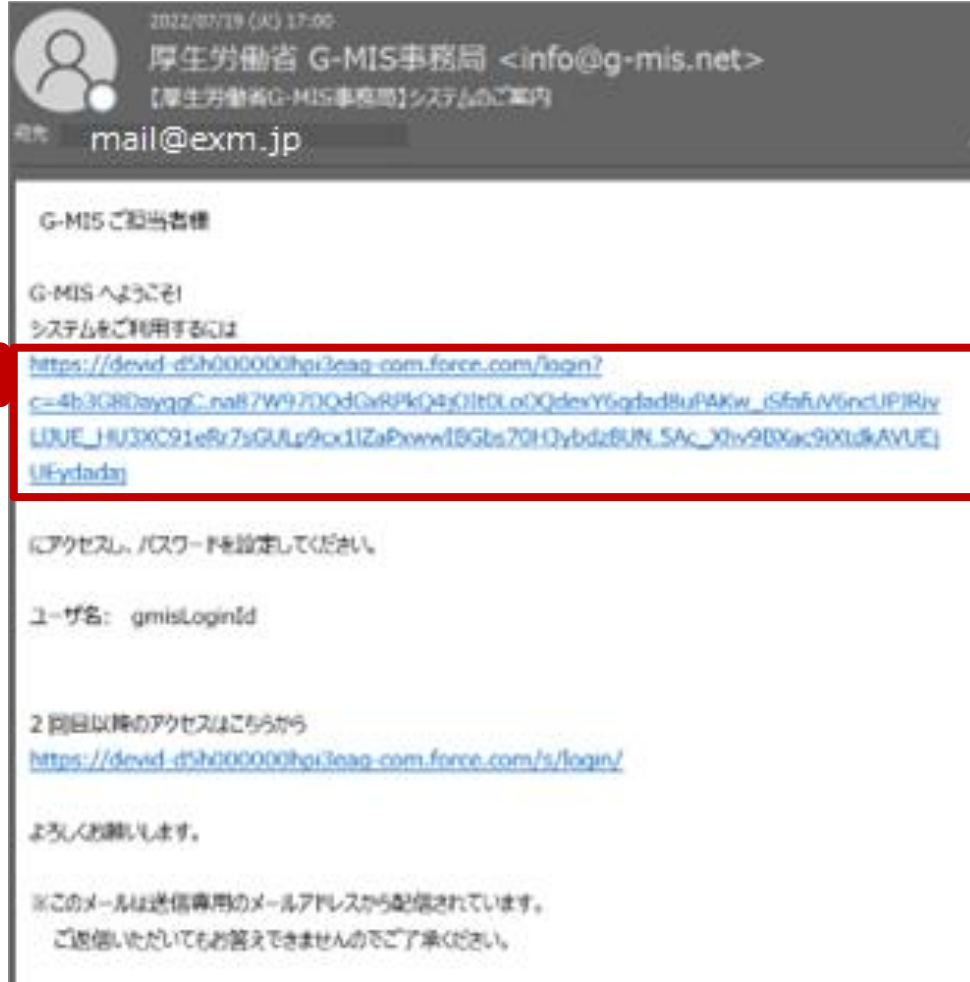 2022/07/19 (火) 17:00
厚生労働省 G-MIS事務局 <info@g-mis.net>
【厚生労働省G-MIS事務局】システムのご案内
宛先
mail@exm.jp
G-MIS ご担当者様
G-MIS へようこそ!
システムをご利用するには
https://devid-d5h000000hpi3eag-com.force.com/login?
にアクセスし、パスワードを設定してください。
ユーザ名: gmisLoginId
2 回目以降のアクセスはこちらから
https://devid-d5h000000hpi3eag-com.force.com/s/login/
よろしくお願いします。
※このメールは送信専用のメールアドレスから配信されています。
ご返信いただいてもお答えできませんのでご了承ください。